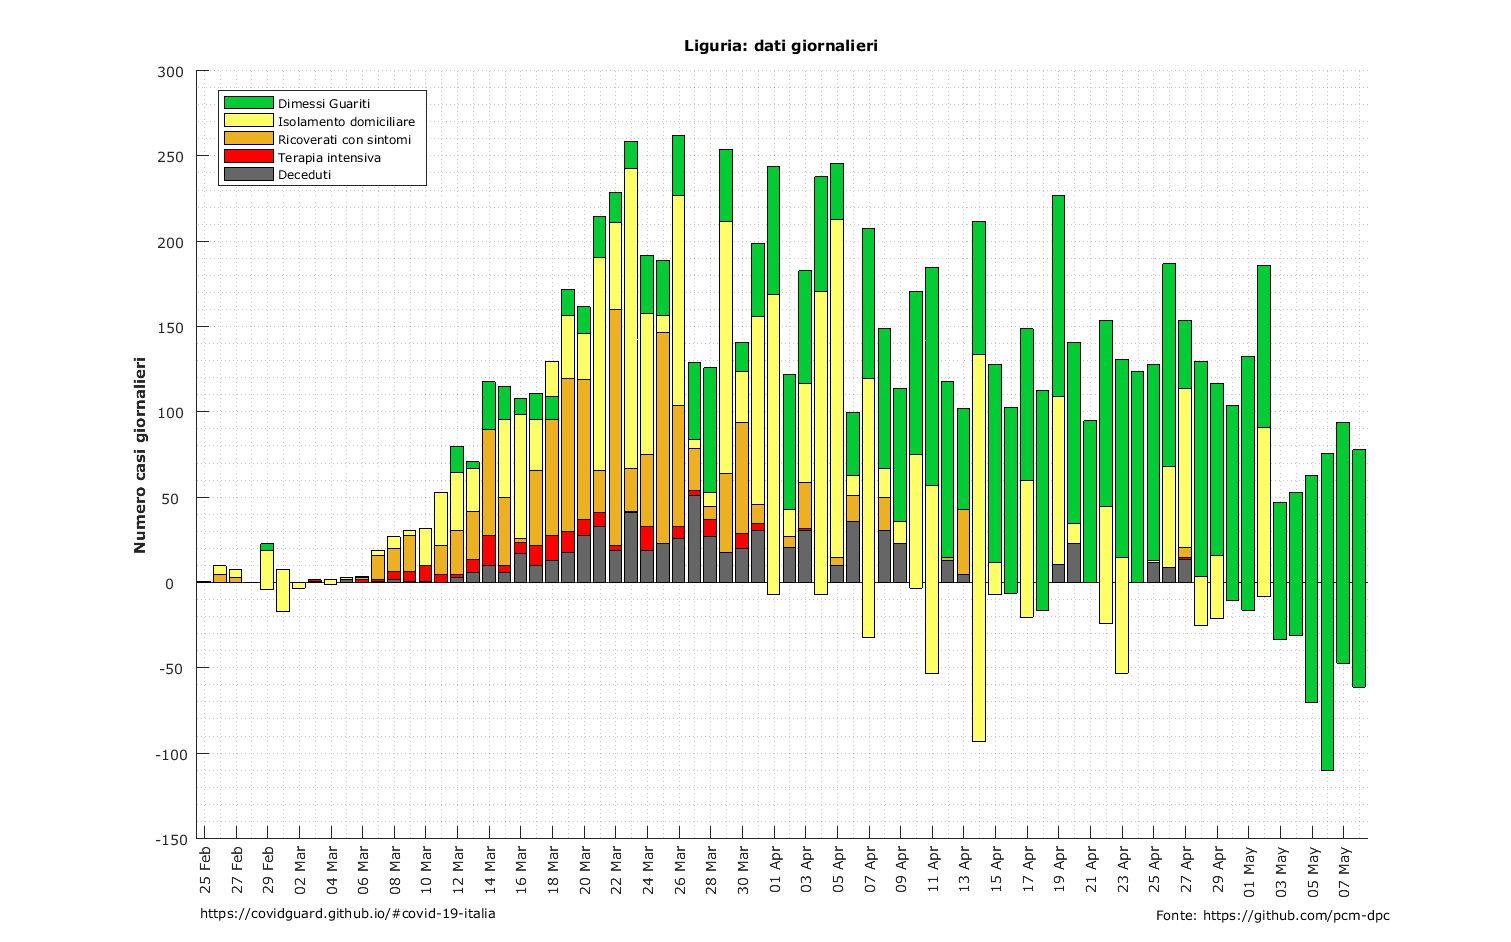 Liguria: dati giornalieri
300
250
200
150
100
50
0
-50
-100
-150
Numero casi giornalieri
Dimessi Guariti
Isolamento domiciliare
Ricoverati con sintomi
Terapia intensiva
Deceduti
25 Feb
27 Feb
29 Feb
02 Mar
04 Mar
06 Mar
08 Mar
10 Mar
12 Mar
14 Mar
16 Mar
18 Mar
20 Mar
22 Mar
24 Mar
26 Mar
28 Mar
30 Mar
01 Apr
03 Apr
05 Apr
07 Apr
09 Apr
11 Apr
13 Apr
15 Apr
17 Apr
19 Apr
21 Apr
23 Apr
25 Apr
27 Apr
29 Apr
01 May
03 May
05 May
07 May
https://covidguard.github.io/#covid-19-italia
Fonte: https://github.com/pcm-dpc